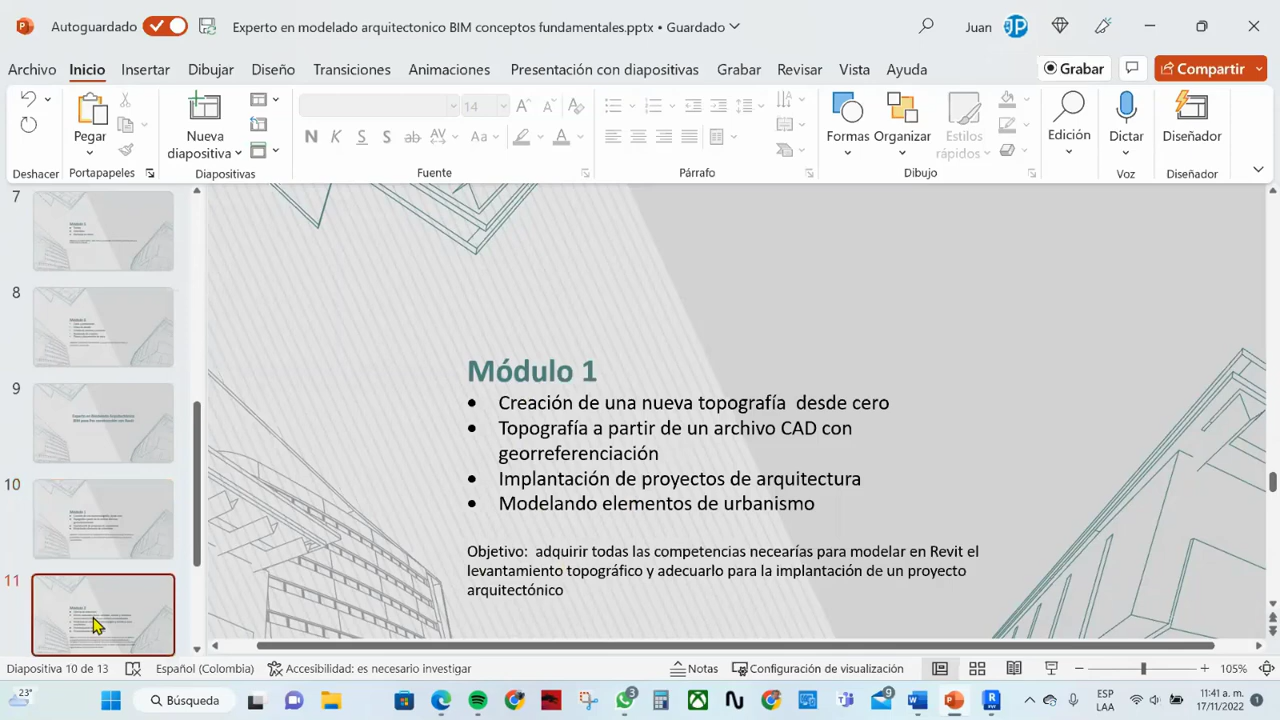 Autoguardado
Experto en modelado arquitectonico BIM conceptos fundamentales.pptx • Guardado
Juan
JP
Archivo
Inicio
Insertar
Dibujar
Diseño
Transiciones
Animaciones
Presentación con diapositivas
Grabar
Revisar
Vista
Ayuda
Grabar
Compartir
Pegar
Nueva
diapositiva
14
N K S ab AV Aa A
Formas
Organizar
Estilos
rápidos
Edición
Dictar
Diseñador
Deshacer
Portapapeles
Diapositivas
Fuente
Párrafo
Dibujo
Voz
Diseñador
7
8
9
10
11
Módulo 1
• Creación de una nueva topografía desde cero
• Topografía a partir de un archivo CAD con
georreferenciación
• Implantación de proyectos de arquitectura
• Modelando elementos de urbanismo
Objetivo: adquirir todas las competencias necearías para modelar en Revit el
levantamiento topográfico y adecuarlo para la implantación de un proyecto
arquitectónico
Diapositiva 10 de 13
Español (Colombia)
Accesibilidad: es necesario investigar
Notas
Configuración de visualización
105%
23°
Búsqueda
3
9
ESP
LAA
11:41 a. m.
17/11/2022
1